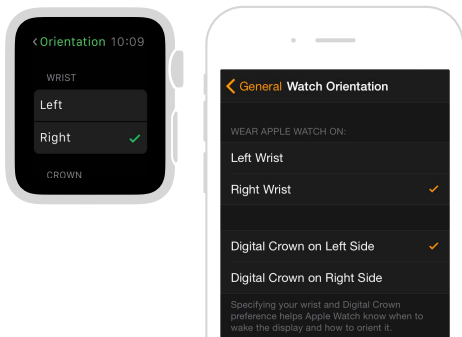 <Orientation 10:09
WRIST
Left
Right
CROWN
General Watch Orientation
WEAR APPLE WATCH ON:
Left Wrist
Right Wrist
Digital Crown on Left Side
Digital Crown on Right Side
Specifying your wrist and Digital Crown
preference helps Apple Watch know when to
wake the display and how to orient it.